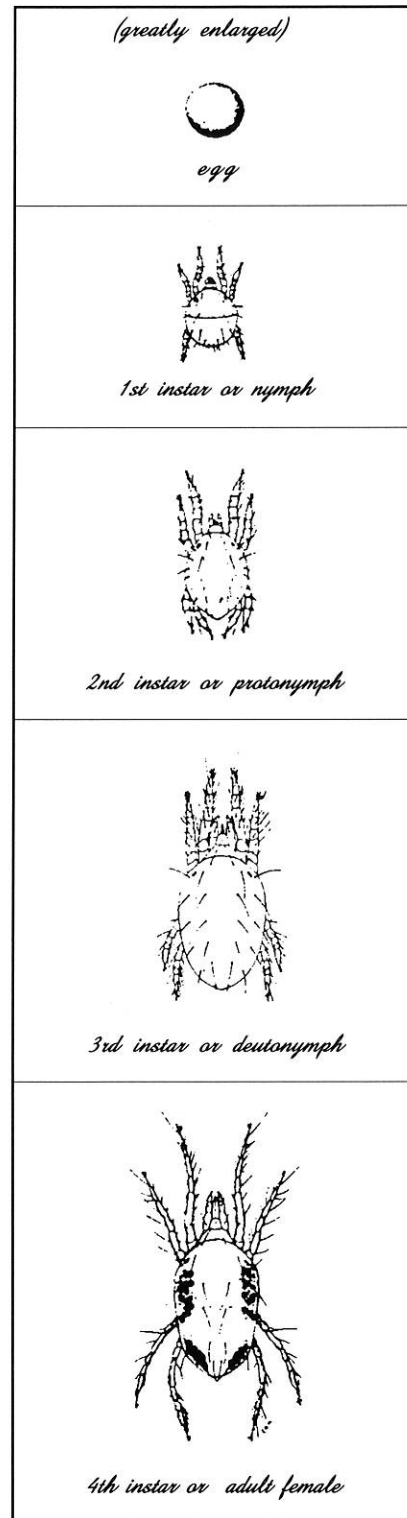 (greatly enlarged)
egg
1st instar or nymph
2nd instar or protonymph
3rd instar or deutonymph
4th instar or adult female